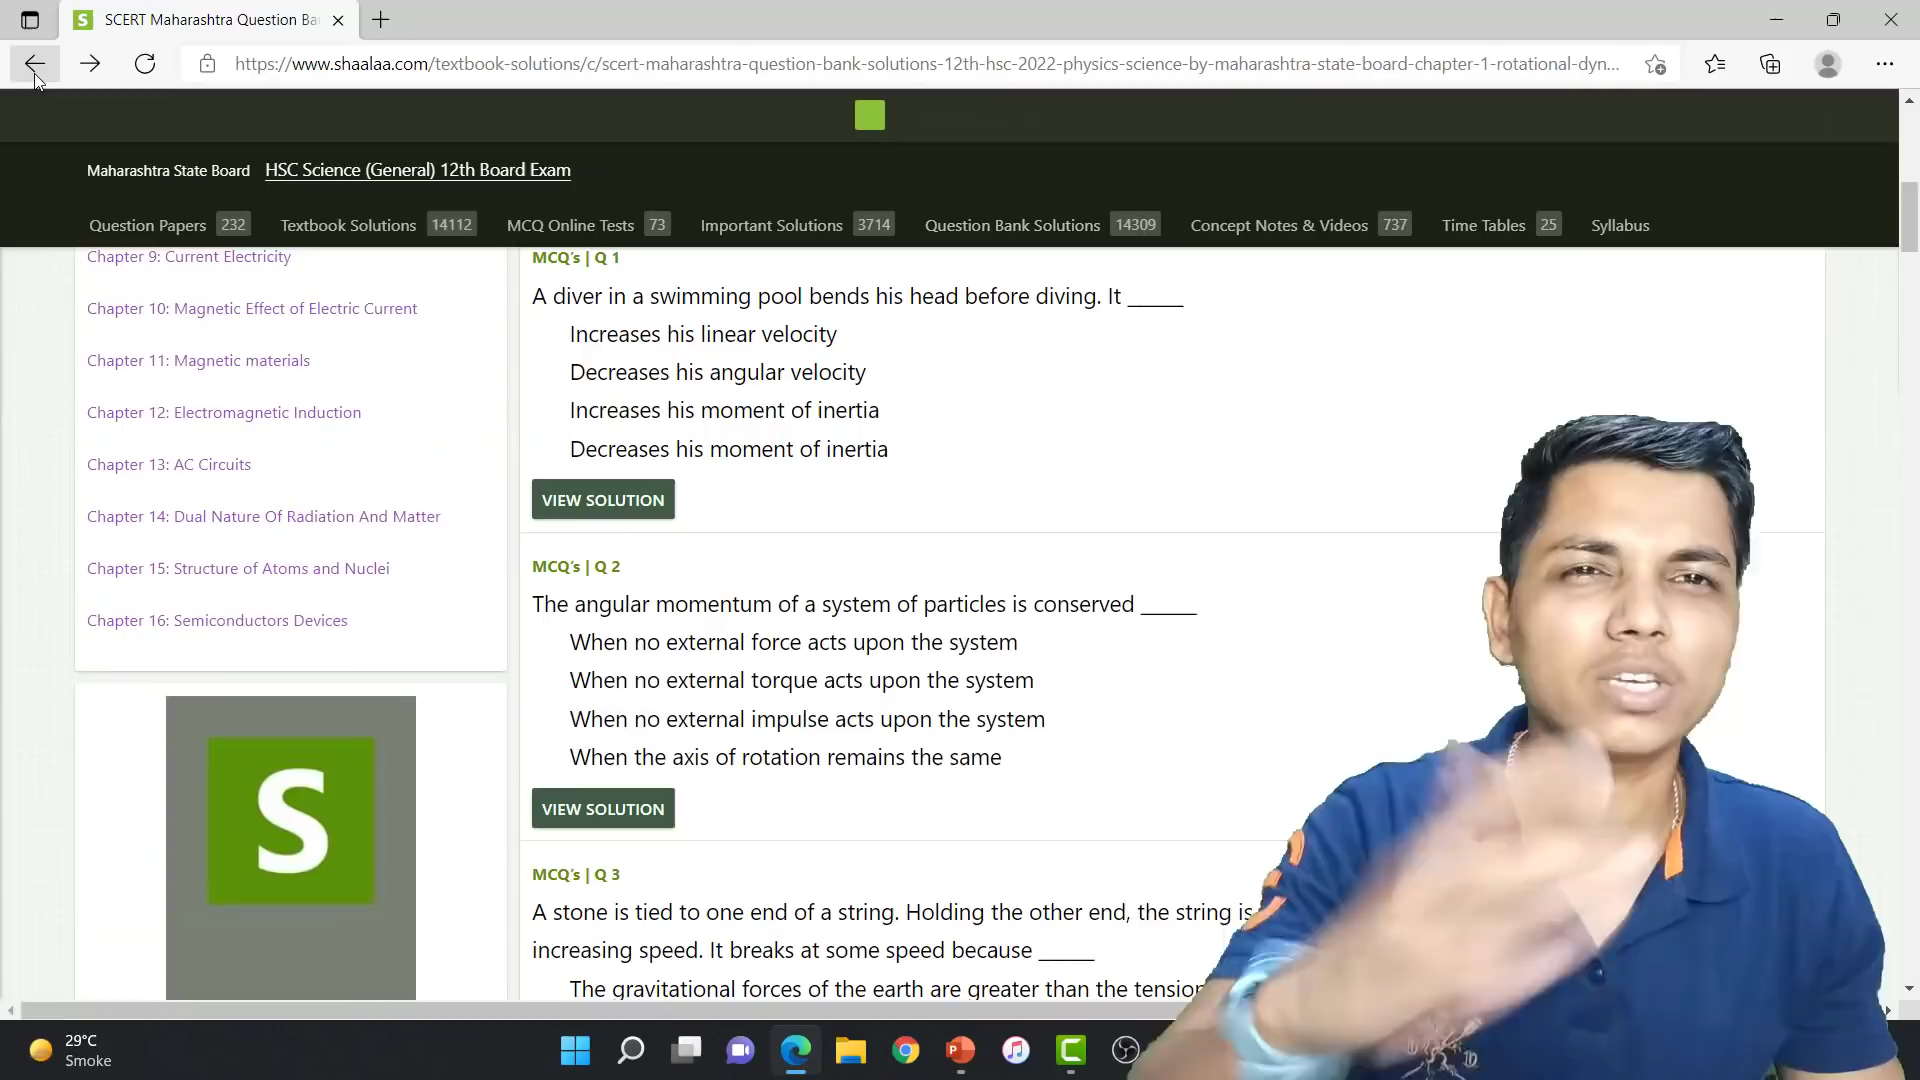 SCERT Maharashtra Question Ba
https://www.shaalaa.com/textbook-solutions/c/scert-maharashtra-question-bank-solutions-12th-hsc-2022-physics-science-by-maharashtra-state-board-chapter-1-rotational-dyn...
Maharashtra State Board HSC Science (General) 12th Board Exam
Question Papers 232 Textbook Solutions 14112 MCQ Online Tests 73 Important Solutions 3714 Question Bank Solutions 14309 Concept Notes & Videos 737 Time Tables 25 Syllabus
Chapter 9: Current Electricity
Chapter 10: Magnetic Effect of Electric Current
Chapter 11: Magnetic materials
Chapter 12: Electromagnetic Induction
Chapter 13: AC Circuits
Chapter 14: Dual Nature Of Radiation And Matter
Chapter 15: Structure of Atoms and Nuclei
Chapter 16: Semiconductors Devices
S
MCQ's | Q 1
A diver in a swimming pool bends his head before diving. It ______
Increases his linear velocity
Decreases his angular velocity
Increases his moment of inertia
Decreases his moment of inertia
VIEW SOLUTION
MCQ's | Q 2
The angular momentum of a system of particles is conserved ______
When no external force acts upon the system
When no external torque acts upon the system
When no external impulse acts upon the system
When the axis of rotation remains the same
VIEW SOLUTION
MCQ's | Q 3
A stone is tied to one end of a string. Holding the other end, the string is
increasing speed. It breaks at some speed because ______
The gravitational forces of the earth are greater than the tension
29°C
Smoke